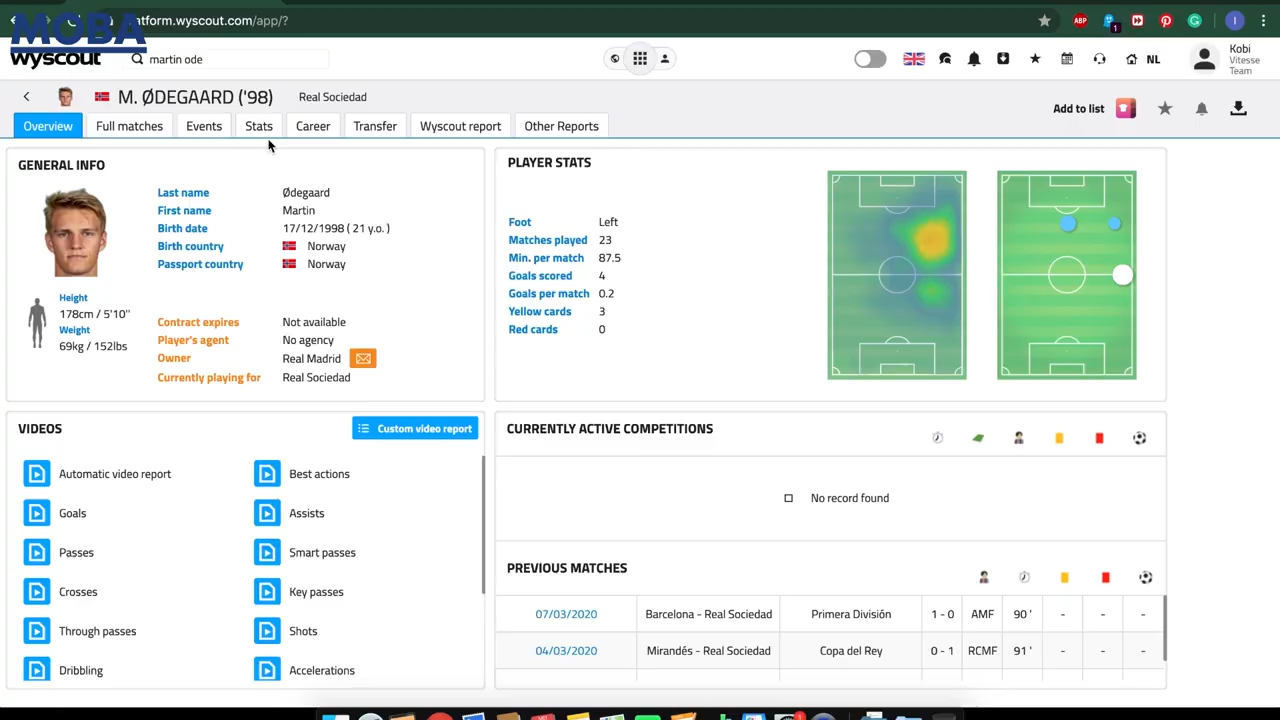 MOBA
atform.wyscout.com/app/?
ABP
1
I
wyscout
martin ode
NL
Kobi
Vitesse
Team
M. ØDEGAARD ('98)
Real Sociedad
Add to list
Overview
Full matches
Events
Stats
Career
Transfer
Wyscout report
Other Reports
GENERAL INFO
Last name Ødegaard
First name Martin
Birth date 17/12/1998 ( 21 y.o. )
Birth country Norway
Passport country Norway
Height
178cm / 5'10''
Weight
69kg / 152lbs
Contract expires Not available
Player's agent No agency
Owner Real Madrid
Currently playing for Real Sociedad
PLAYER STATS
Foot Left
Matches played 23
Min. per match 87.5
Goals scored 4
Goals per match 0.2
Yellow cards 3
Red cards 0
VIDEOS
Custom video report
Automatic video report
Best actions
Goals
Assists
Passes
Smart passes
Crosses
Key passes
Through passes
Shots
Dribbling
Accelerations
CURRENTLY ACTIVE COMPETITIONS
No record found
PREVIOUS MATCHES
07/03/2020 Barcelona - Real Sociedad Primera División 1 - 0 AMF 90 ' - - -
04/03/2020 Mirandés - Real Sociedad Copa del Rey 0 - 1 RCMF 91 ' - - -